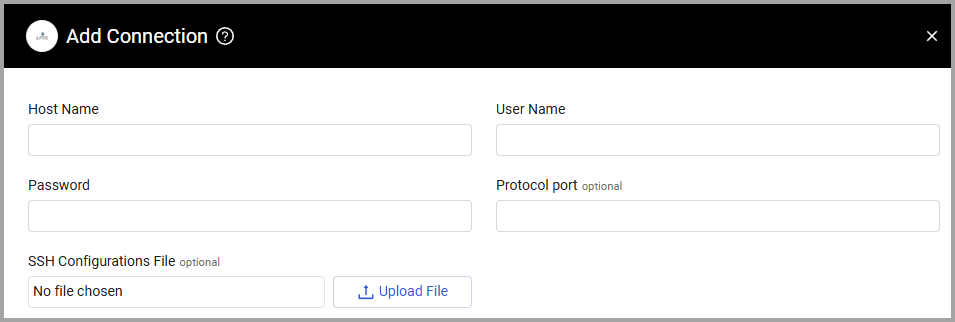 Add Connection ?
Host Name
User Name
Password
Protocol port optional
SSH Configurations File optional
No file chosen
Upload File